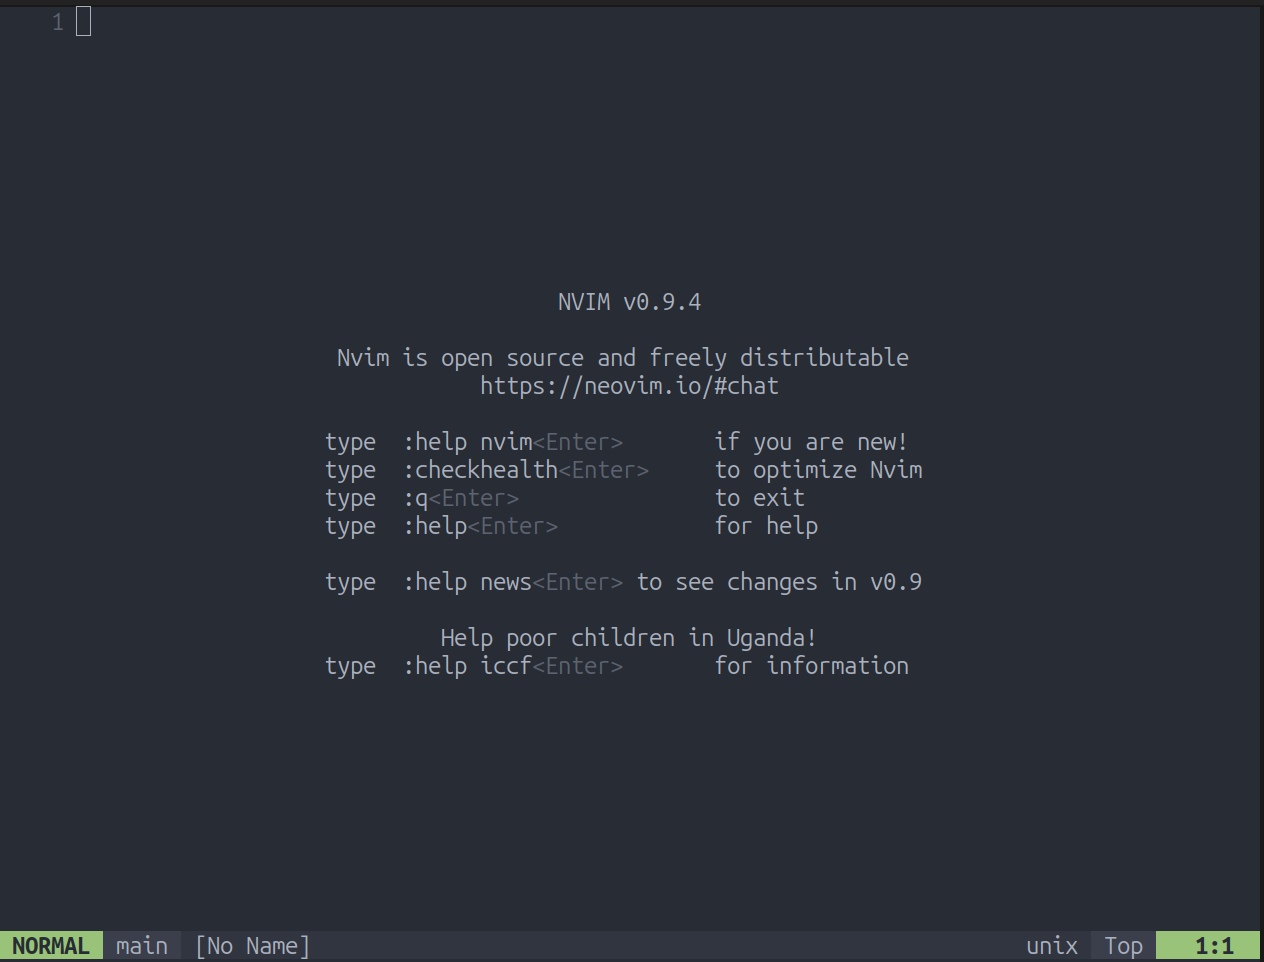 1
NVIM v0.9.4
Nvim is open source and freely distributable
https://neovim.io/#chat
type :help nvim<Enter> if you are new!
type :checkhealth<Enter> to optimize Nvim
type :q<Enter> to exit
type :help<Enter> for help
type :help news<Enter> to see changes in v0.9
Help poor children in Uganda!
type :help iccf<Enter> for information
NORMAL main [No Name] unix Top 1:1